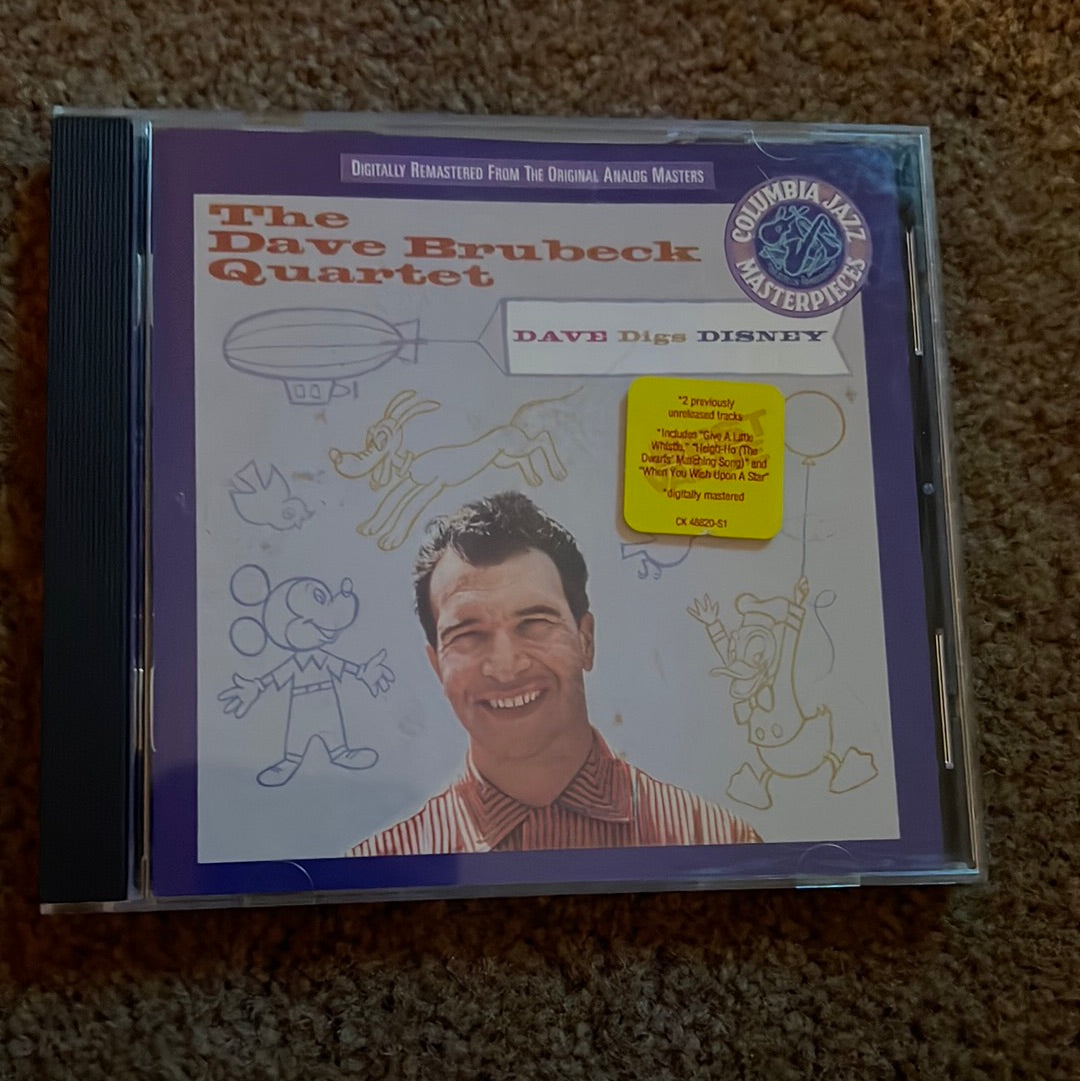 DIGITALLY REMASTERED FROM THE ORIGINAL ANALOG MASTERS
The
Dave Brubeck
Quartet
COLUMBIA JAZZ
MASTERPIECES
DAVE Digs DISNEY
*2 previously
unreleased tracks
*Includes "Give A Little
Whistle," "Heigh-Ho (The
Dwarfs' Marching Song)" and
"When You Wish Upon A Star"
*digitally mastered
CK 48820-S1